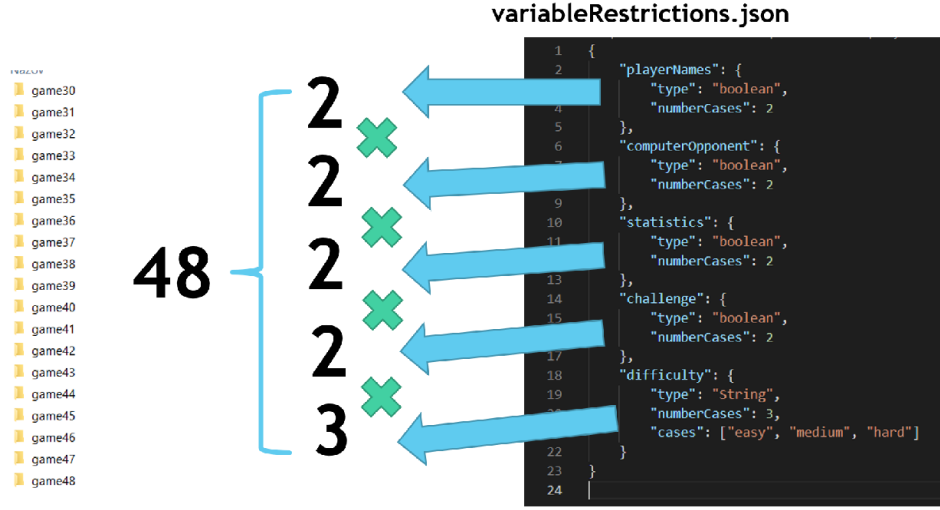 variableRestrictions.json
Názov
game30
game31
game32
game33
game34
game35
game36
game37
game38
game39
game40
game41
game42
game43
game44
game45
game46
game47
game48
48
2
2
2
2
3
1 {
2 "playerNames": {
"type": "boolean",
4 "numberCases": 2
5 },
6 "computerOpponent": {
"type": "boolean",
"numberCases": 2
9 },
10 "statistics": {
11 "type": "boolean",
"numberCases": 2
13 },
14 "challenge": {
15 "type": "boolean",
"numberCases": 2
17 },
18 "difficulty": {
19 "type": "String",
"numberCases": 3,
"cases": ["easy", "medium", "hard"]
22 }
23 }
24